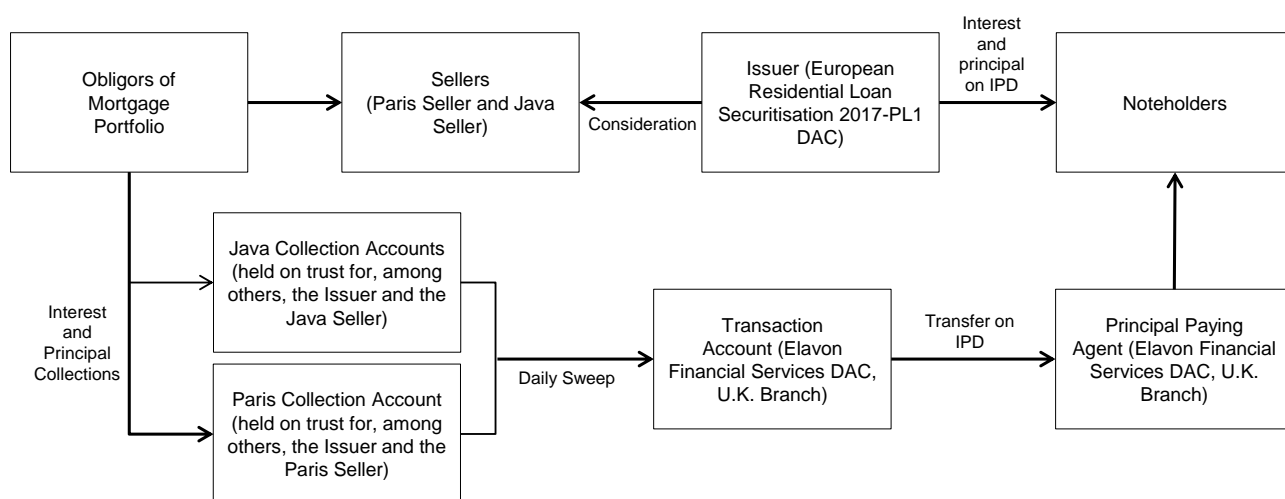 Obligors of
Mortgage
Portfolio
Sellers
(Paris Seller and Java
Seller)
Consideration
Issuer (European
Residential Loan
Securitisation 2017-PL1
DAC)
Interest
and
principal
on IPD
Noteholders
Interest
and
Principal
Collections
Java Collection Accounts
(held on trust for, among
others, the Issuer and the
Java Seller)
Paris Collection Account
(held on trust for, among
others, the Issuer and the
Paris Seller)
Daily Sweep
Transaction
Account (Elavon
Financial Services DAC,
U.K. Branch)
Transfer on
IPD
Principal Paying
Agent (Elavon Financial
Services DAC, U.K.
Branch)